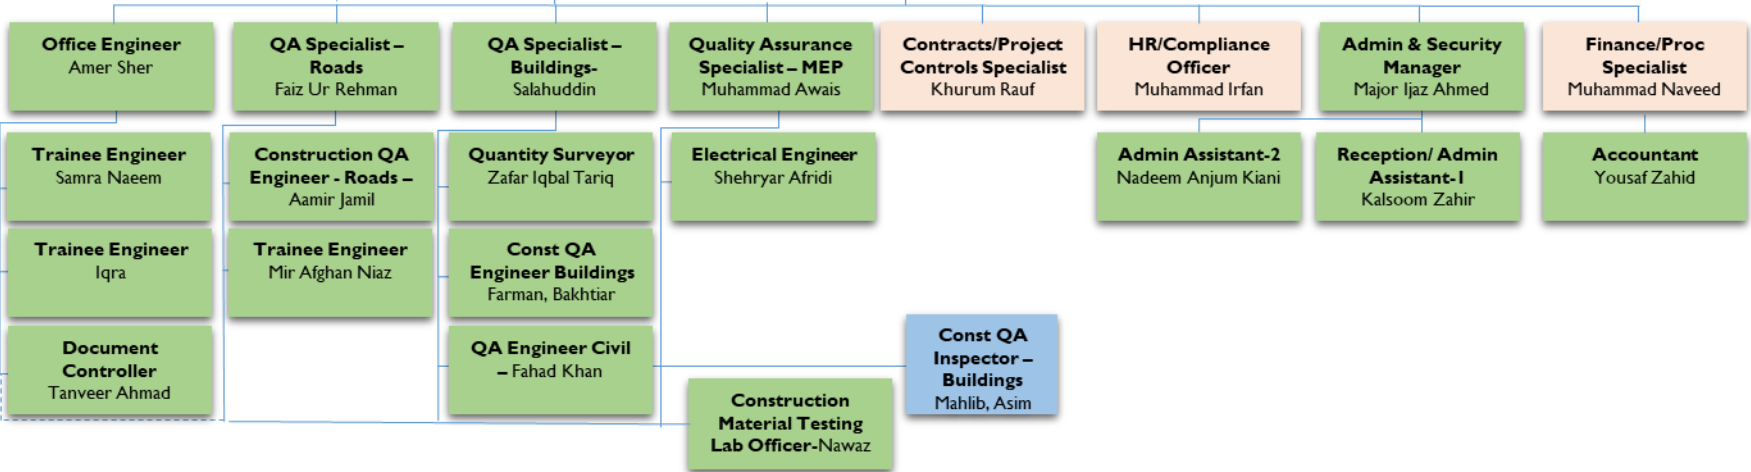 Office Engineer
Amer Sher
QA Specialist –
Roads
Faiz Ur Rehman
QA Specialist –
Buildings-
Salahuddin
Quality Assurance
Specialist – MEP
Muhammad Awais
Contracts/Project
Controls Specialist
Khurum Rauf
HR/Compliance
Officer
Muhammad Irfan
Admin & Security
Manager
Major Ijaz Ahmed
Finance/Proc
Specialist
Muhammad Naveed
Trainee Engineer
Samra Naeem
Construction QA
Engineer - Roads –
Aamir Jamil
Quantity Surveyor
Zafar Iqbal Tariq
Electrical Engineer
Shehryar Afridi
Admin Assistant-2
Nadeem Anjum Kiani
Reception/ Admin
Assistant-1
Kalsoom Zahir
Accountant
Yousaf Zahid
Trainee Engineer
Iqra
Trainee Engineer
Mir Afghan Niaz
Const QA
Engineer Buildings
Farman, Bakhtiar
Document
Controller
Tanveer Ahmad
QA Engineer Civil
– Fahad Khan
Const QA
Inspector –
Buildings
Mahlib, Asim
Construction
Material Testing
Lab Officer-Nawaz